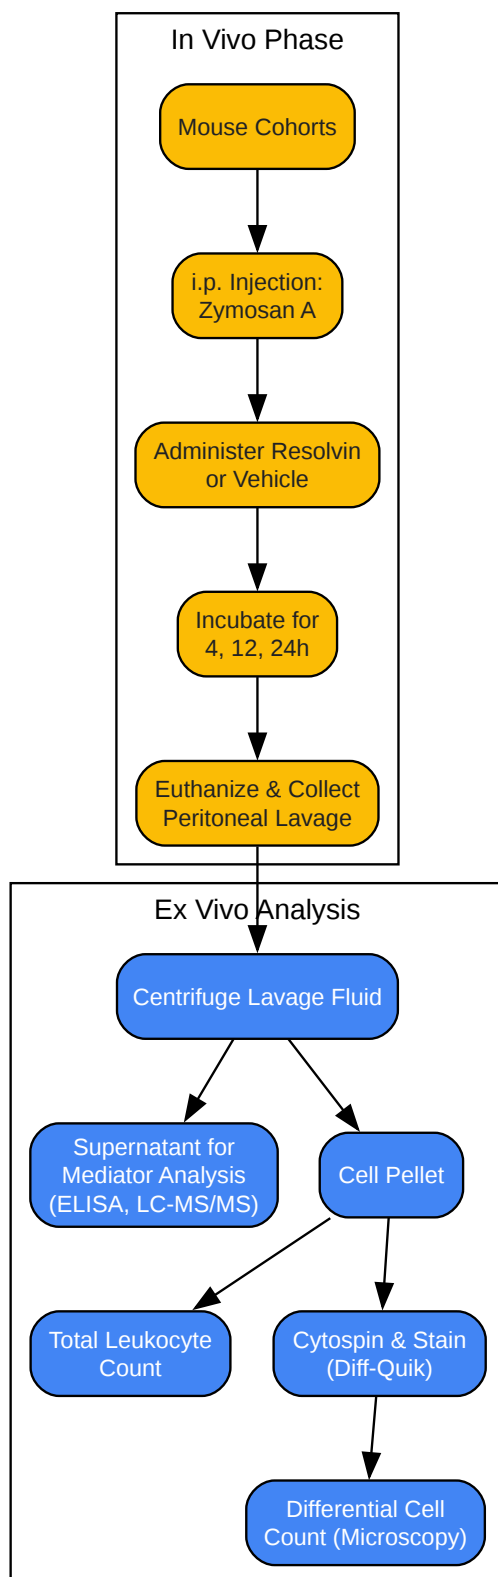 In Vivo Phase
Mouse Cohorts
i.p. Injection:
Zymosan A
Administer Resolvin
or Vehicle
Incubate for
4, 12, 24h
Euthanize & Collect
Peritoneal Lavage
Ex Vivo Analysis
Centrifuge Lavage Fluid
Supernatant for
Mediator Analysis
(ELISA, LC-MS/MS)
Cell Pellet
Total Leukocyte
Count
Cytospin & Stain
(Diff-Quik)
Differential Cell
Count (Microscopy)